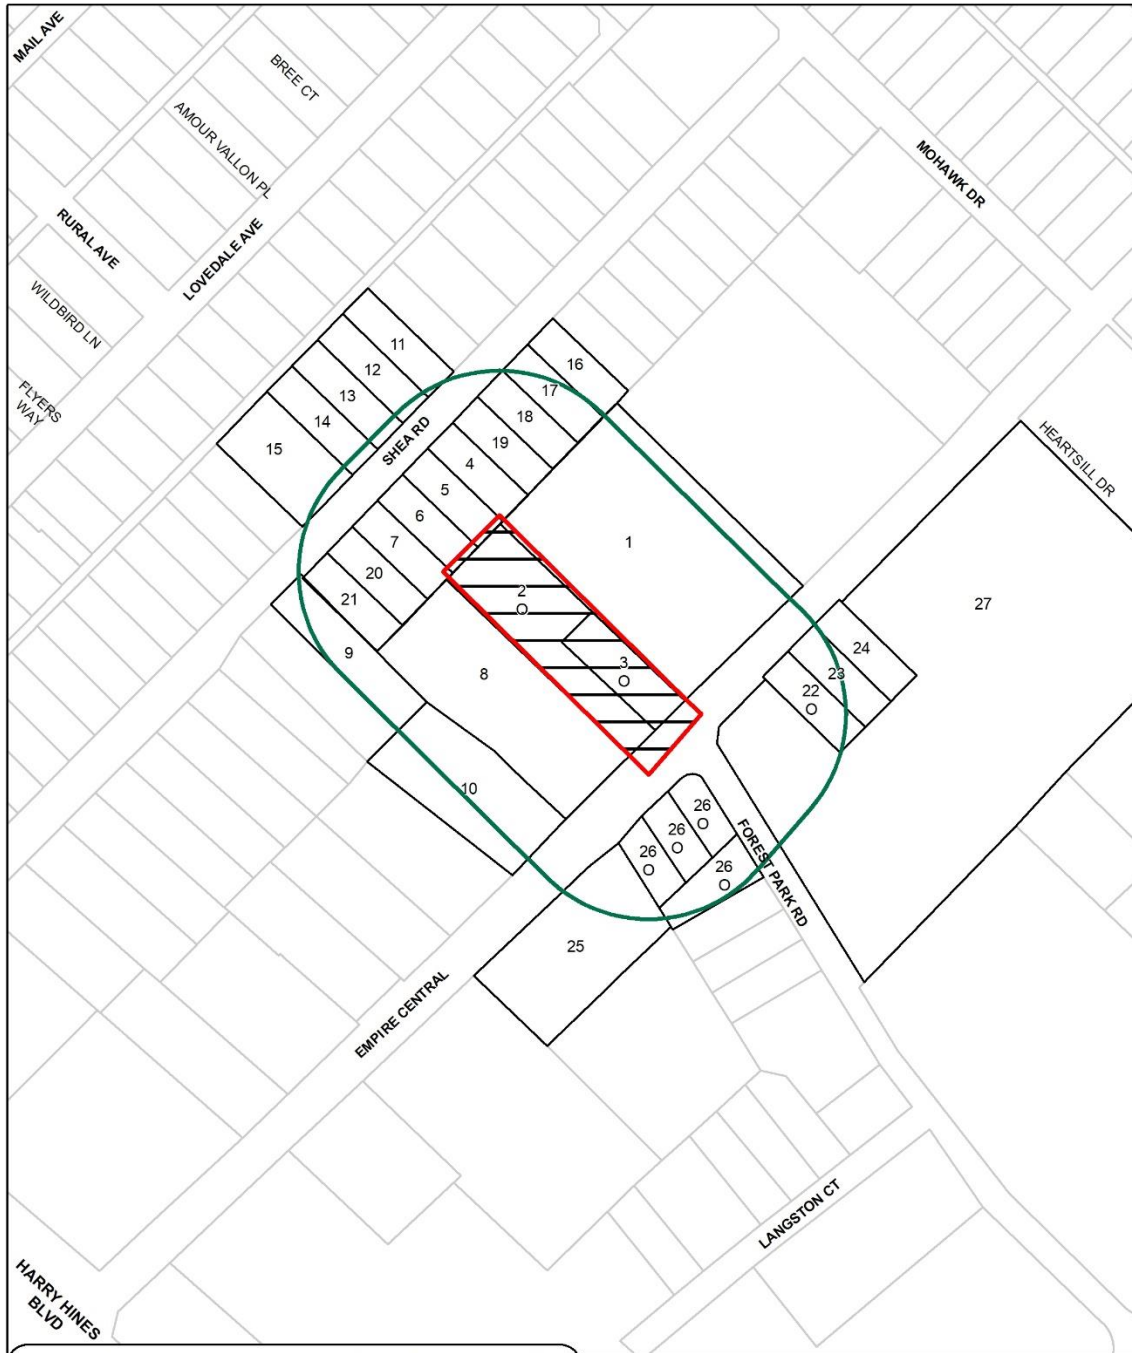 MAIL AVE
BREE CT
AMOUR VALLON PL
MOHAWK DR
RURAL AVE
LOVEDALE AVE
WILDBIRD LN
FLYERS
WAY
11
12
13
14
15
16
17
18
19
SHEA RD
4
5
6
7
20
21
9
8
10
1
2
O
3
O
HEARTSILL DR
27
24
23
22
O
26
O
26
O
26
O
26
O
FOREST PARK RD
25
EMPIRE CENTRAL
LANGSTON CT
HARRY HINES
BLVD